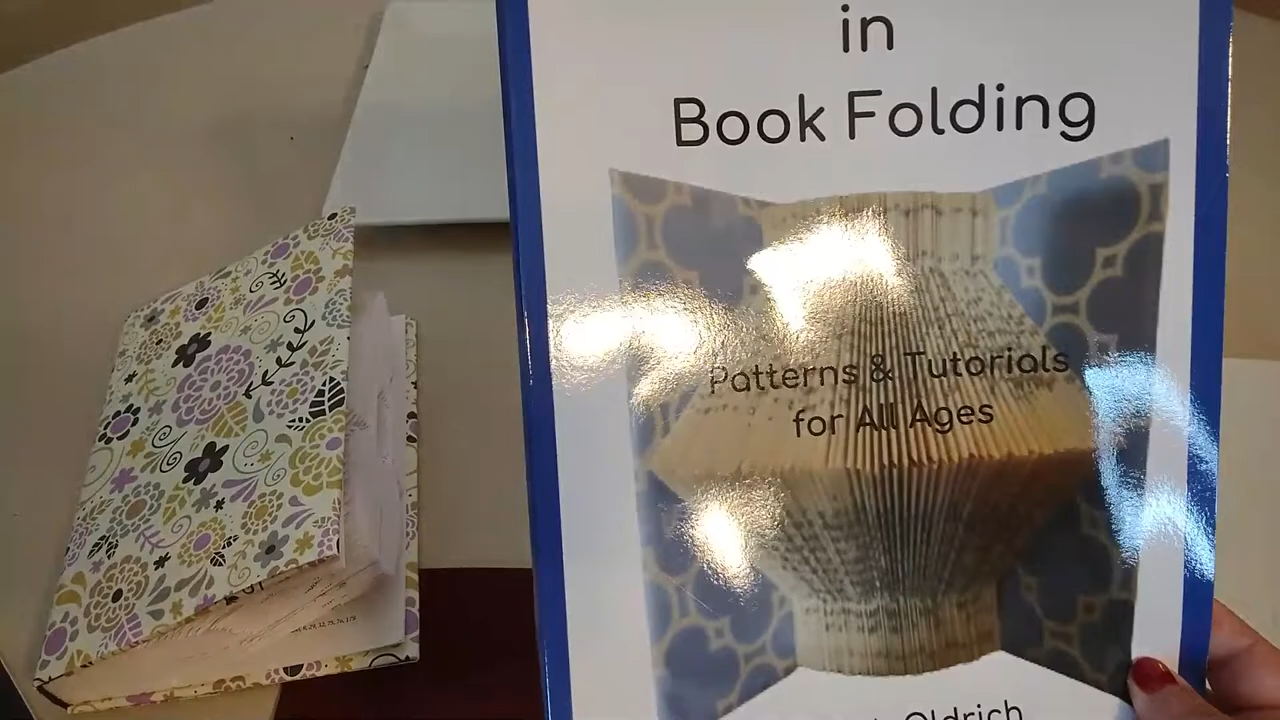 in
Book Folding
Patterns & Tutorials
for All Ages
Oldrich